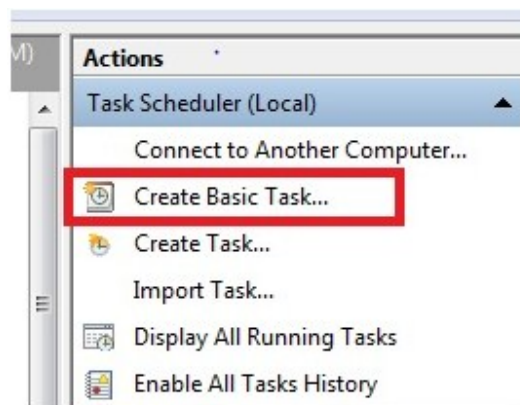 M)
Actions
Task Scheduler (Local)
Connect to Another Computer...
Create Basic Task...
Create Task...
Import Task...
Display All Running Tasks
Enable All Tasks History